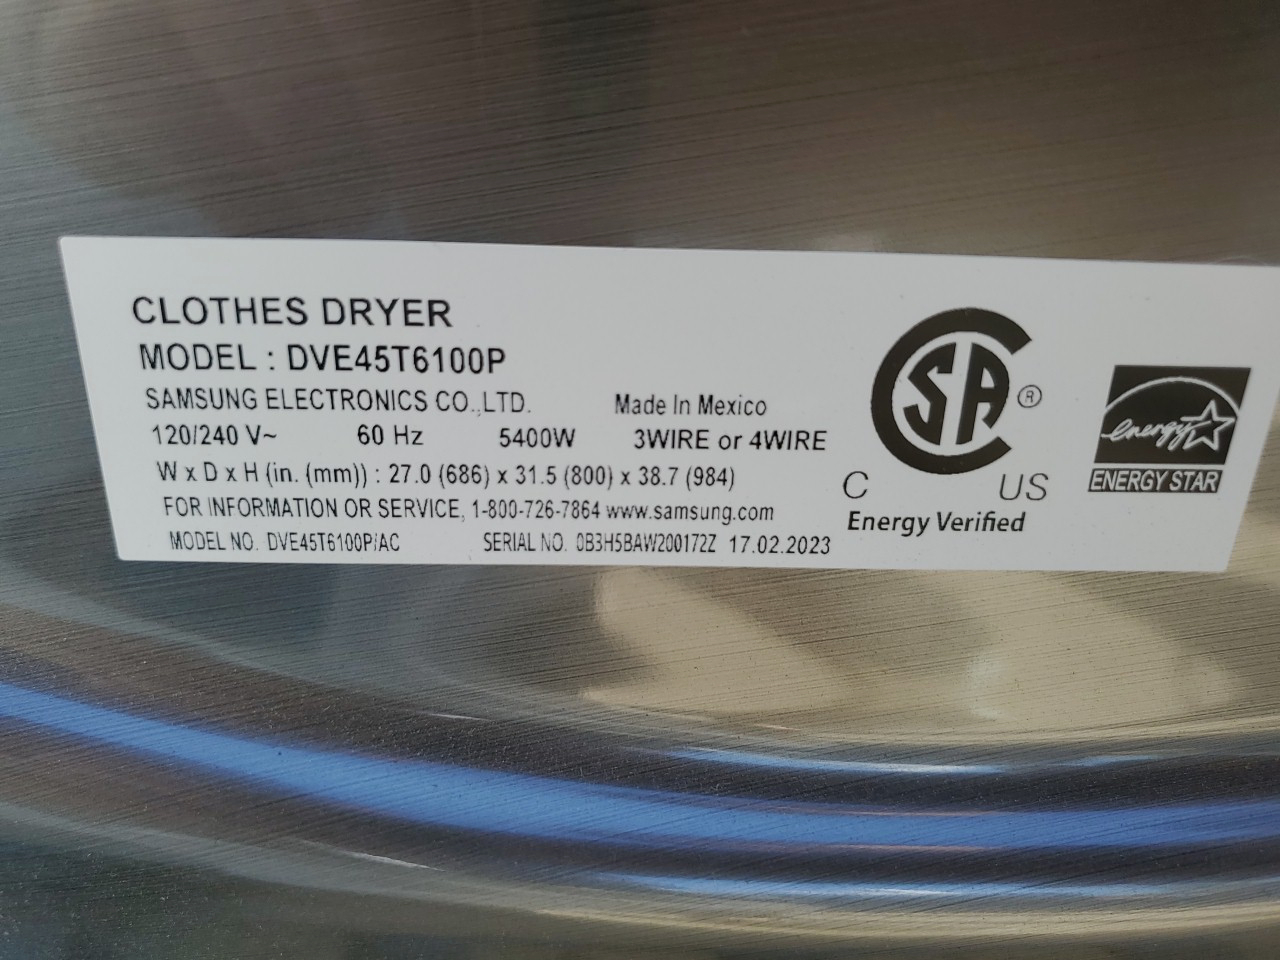 CLOTHES DRYER
MODEL : DVE45T6100P
SAMSUNG ELECTRONICS CO.,LTD. Made In Mexico
120/240 V~ 60 Hz 5400W 3WIRE or 4WIRE
W x D x H (in. (mm)) : 27.0 (686) x 31.5 (800) x 38.7 (984)
FOR INFORMATION OR SERVICE, 1-800-726-7864 www.samsung.com
MODEL NO. DVE45T6100P/AC SERIAL NO. 0B3H5BAW200172Z 17.02.2023
CSA ®
C US
Energy Verified
energy
ENERGY STAR